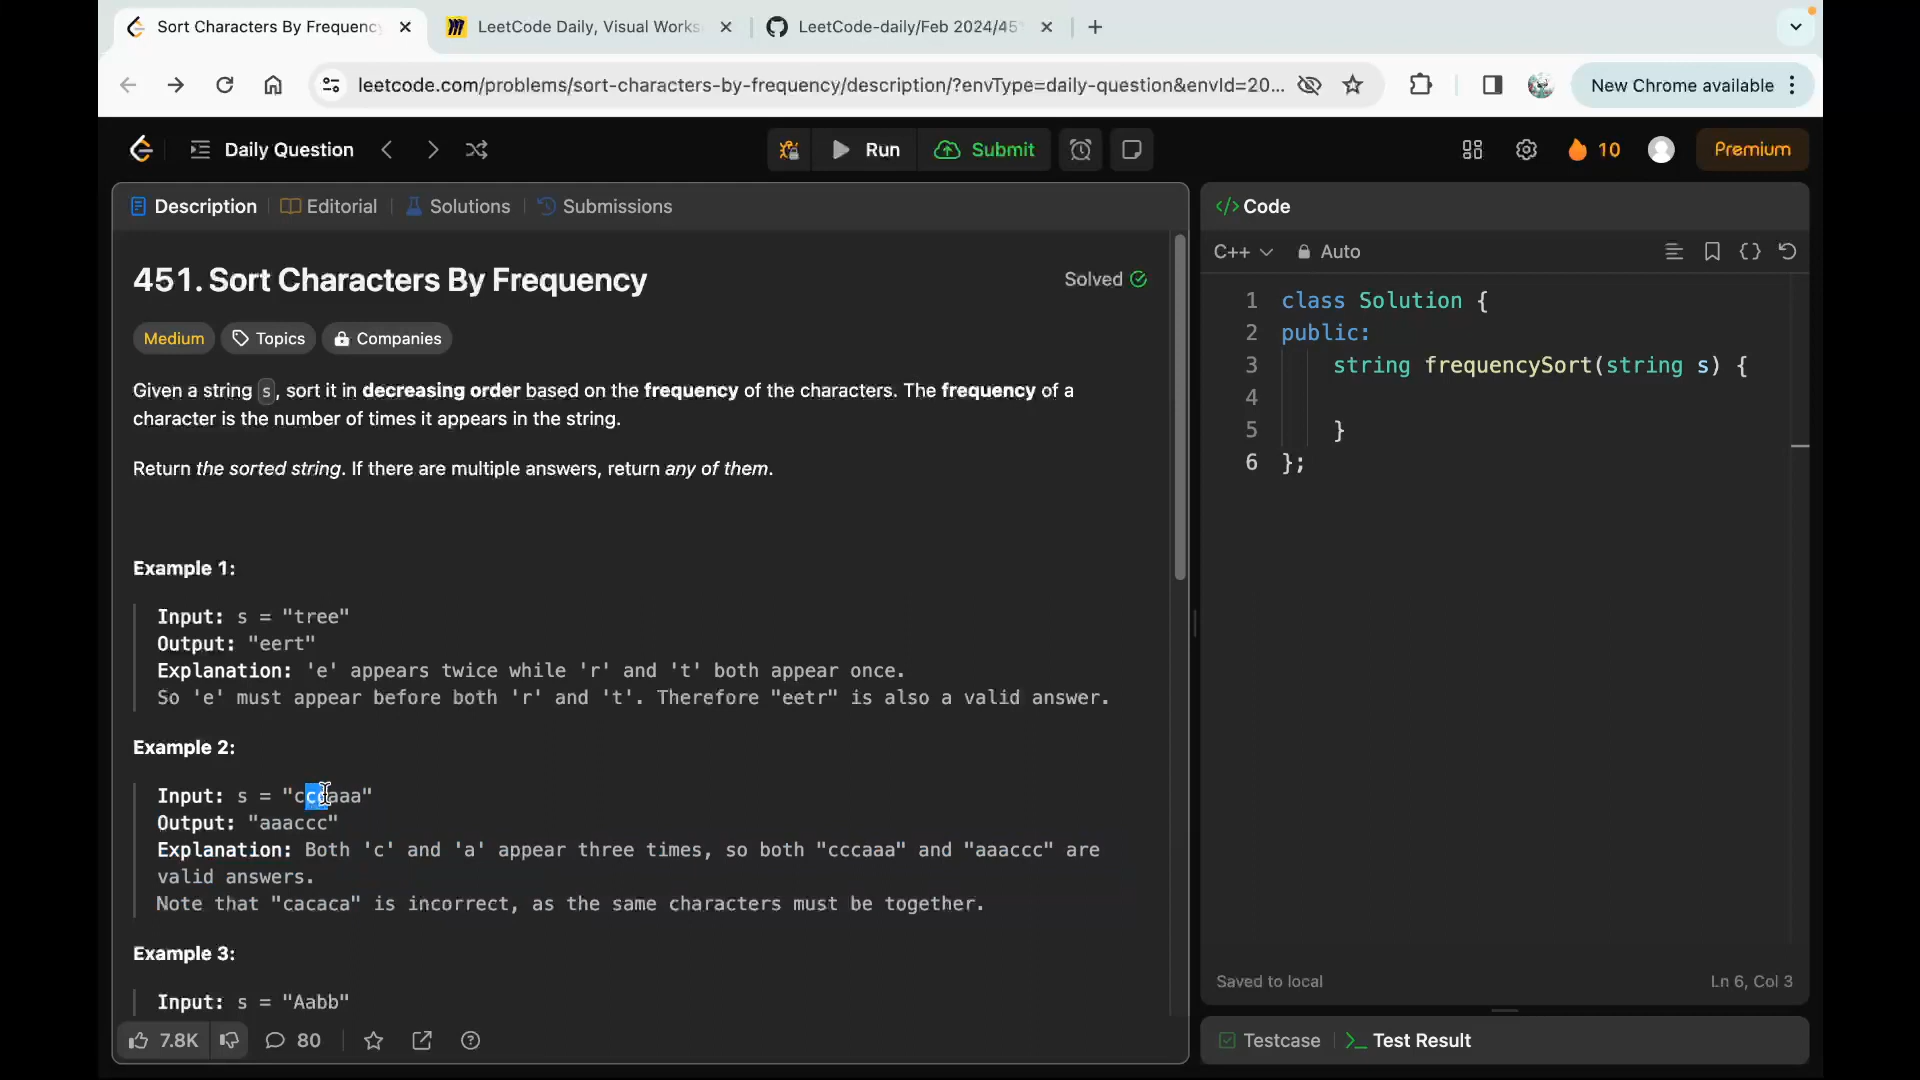 Sort Characters By Frequency
LeetCode Daily, Visual Works
LeetCode-daily/Feb 2024/45
leetcode.com/problems/sort-characters-by-frequency/description/?envType=daily-question&envId=20...
New Chrome available
Daily Question
Run
Submit
10
Premium
Description
Editorial
Solutions
Submissions
451. Sort Characters By Frequency
Solved
Medium
Topics
Companies
Given a string s, sort it in decreasing order based on the frequency of the characters. The frequency of a
character is the number of times it appears in the string.
Return the sorted string. If there are multiple answers, return any of them.
Example 1:
Input: s = "tree"
Output: "eert"
Explanation: 'e' appears twice while 'r' and 't' both appear once.
So 'e' must appear before both 'r' and 't'. Therefore "eetr" is also a valid answer.
Example 2:
Input: s = "cccaaa"
Output: "aaaccc"
Explanation: Both 'c' and 'a' appear three times, so both "cccaaa" and "aaaccc" are
valid answers.
Note that "cacaca" is incorrect, as the same characters must be together.
Example 3:
Input: s = "Aabb"
7.8K
80
</> Code
C++
Auto
1 class Solution {
2 public:
3 string frequencySort(string s) {
4
5 }
6 };
Saved to local
Ln 6, Col 3
Testcase
Test Result